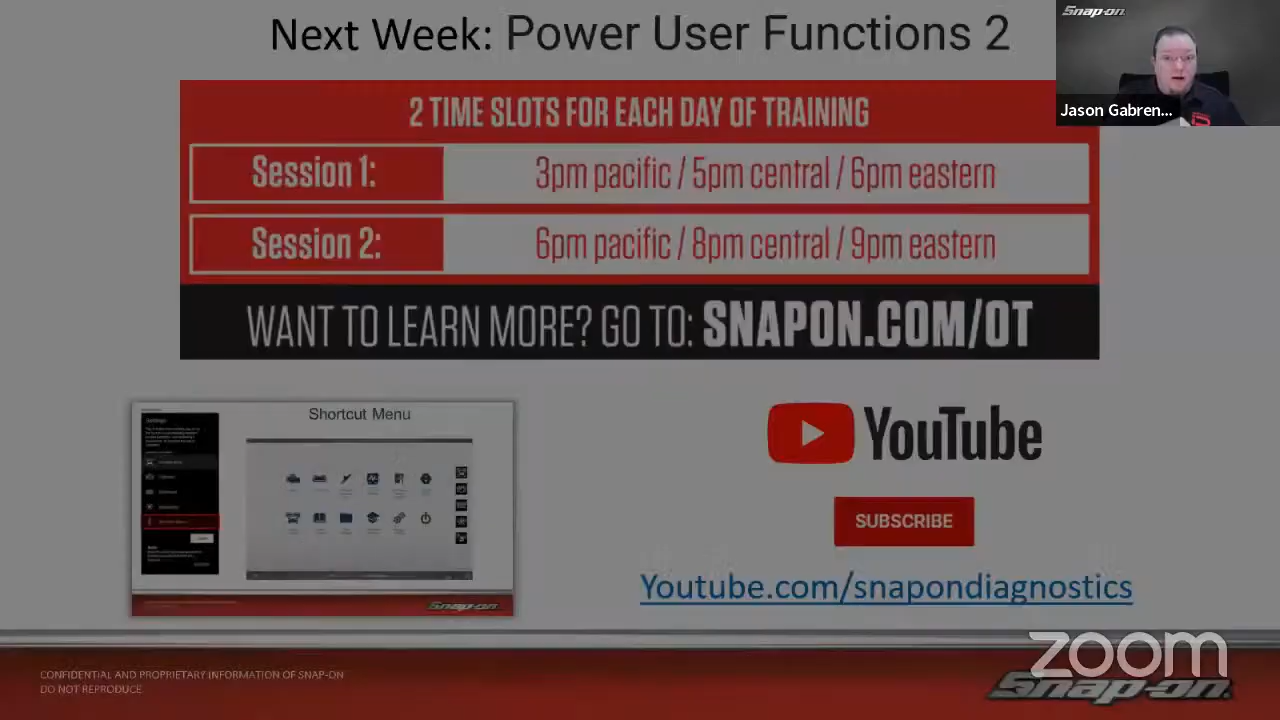 Next Week: Power User Functions 2
Snap-on
Jason Gabren...
2 TIME SLOTS FOR EACH DAY OF TRAINING
Session 1:
3pm pacific / 5pm central / 6pm eastern
Session 2:
6pm pacific / 8pm central / 9pm eastern
WANT TO LEARN MORE? GO TO: SNAPON.COM/OT
Shortcut Menu
Snap-on
YouTube
SUBSCRIBE
Youtube.com/snapondiagnostics
zoom
Snap-on
CONFIDENTIAL AND PROPRIETARY INFORMATION OF SNAP-ON
DO NOT REPRODUCE